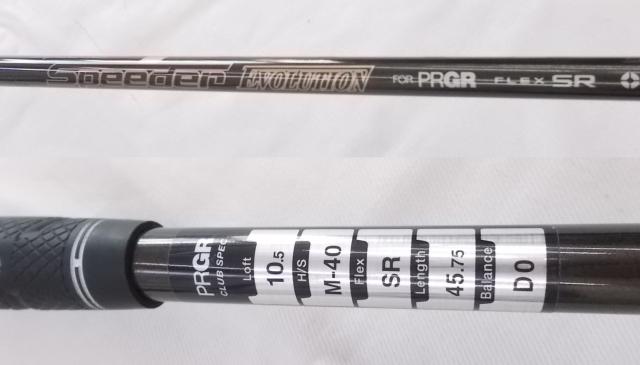 Speeder EVOLUTION FOR PRGR FLEX SR
PRGR
CLUB SPEC
Loft
10.5
H/S
M-40
Flex
SR
Length
45.75
Balance
D0